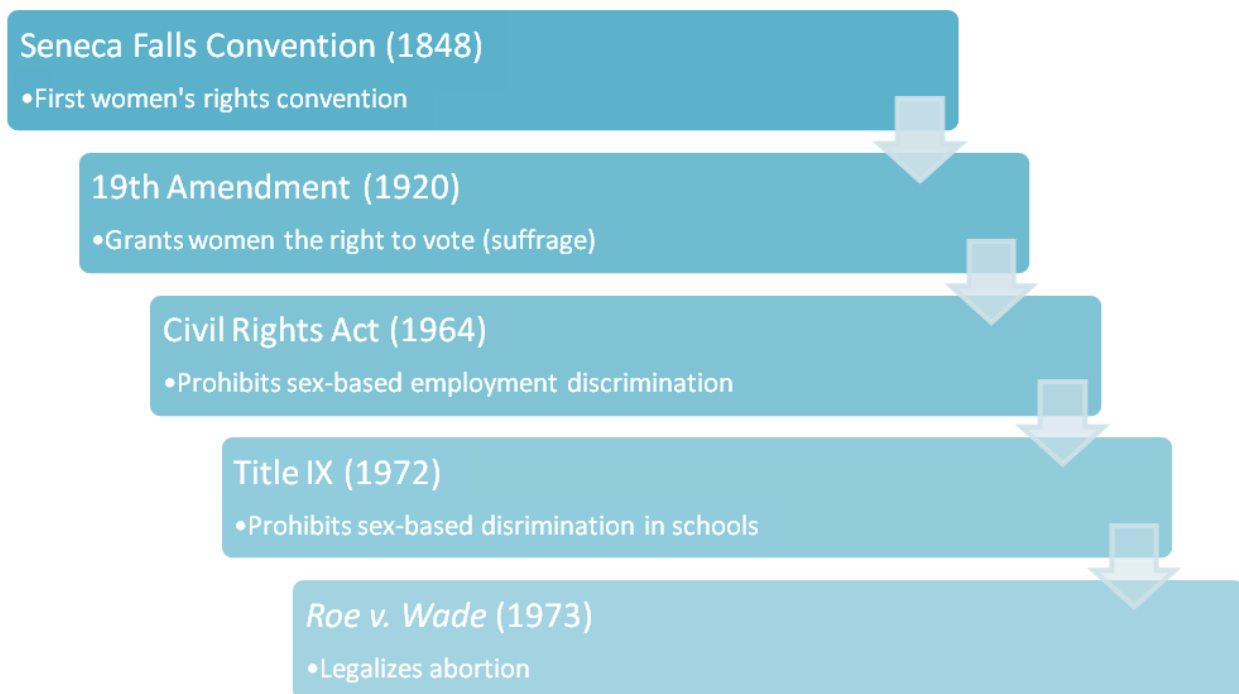 Seneca Falls Convention (1848)
•First women's rights convention
19th Amendment (1920)
•Grants women the right to vote (suffrage)
Civil Rights Act (1964)
•Prohibits sex-based employment discrimination
Title IX (1972)
•Prohibits sex-based disrimination in schools
Roe v. Wade (1973)
•Legalizes abortion